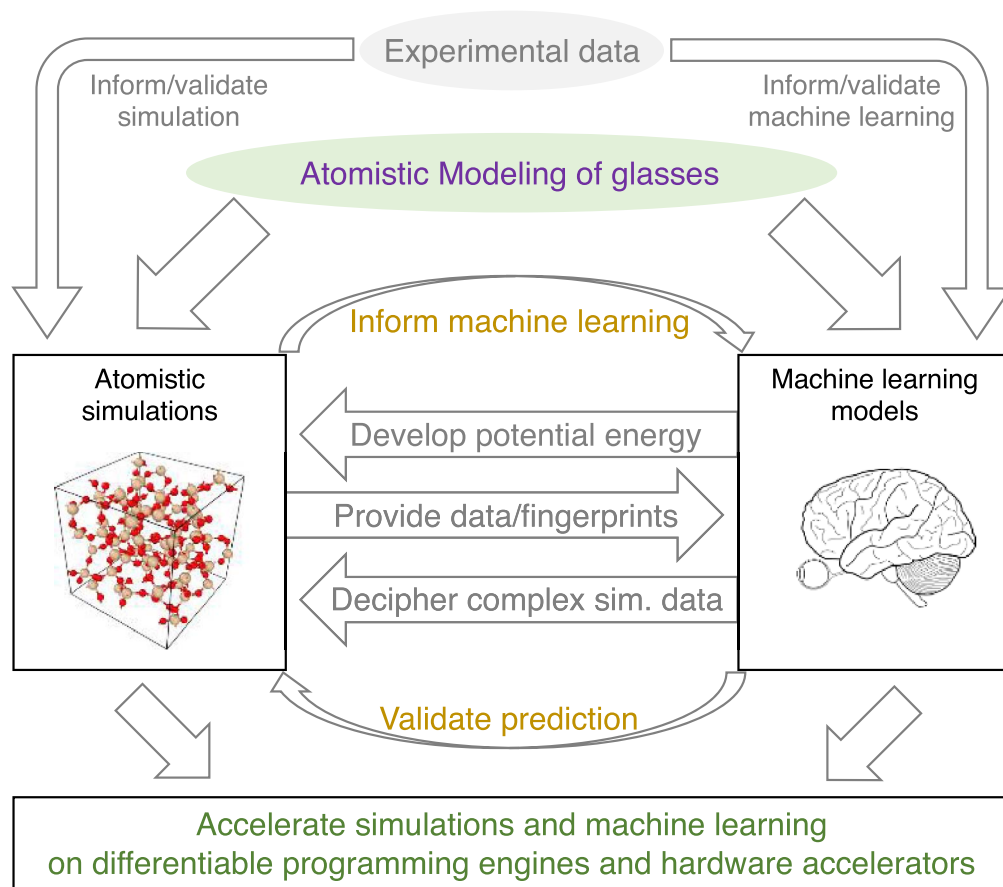 Experimental data
Inform/validate
simulation
Inform/validate
machine learning
Atomistic Modeling of glasses
Inform machine learning
Atomistic
simulations
Machine learning
models
Develop potential energy
Provide data/fingerprints
Decipher complex sim. data
Validate prediction
Accelerate simulations and machine learning
on differentiable programming engines and hardware accelerators